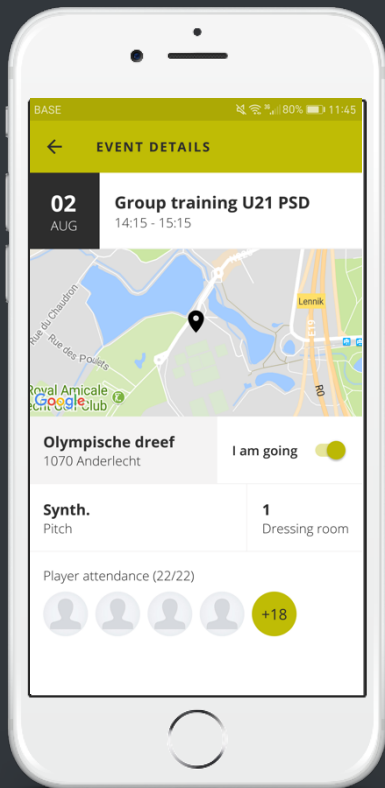 BASE 80% 11:45
EVENT DETAILS
02
AUG
Group training U21 PSD
14:15 - 15:15
Rue du Chaudron
Rue des Poulets
Lennik
E19
R0
Royal Amicale
Club
Google
Olympische dreef
1070 Anderlecht
I am going
Synth.
Pitch
1
Dressing room
Player attendance (22/22)
+18